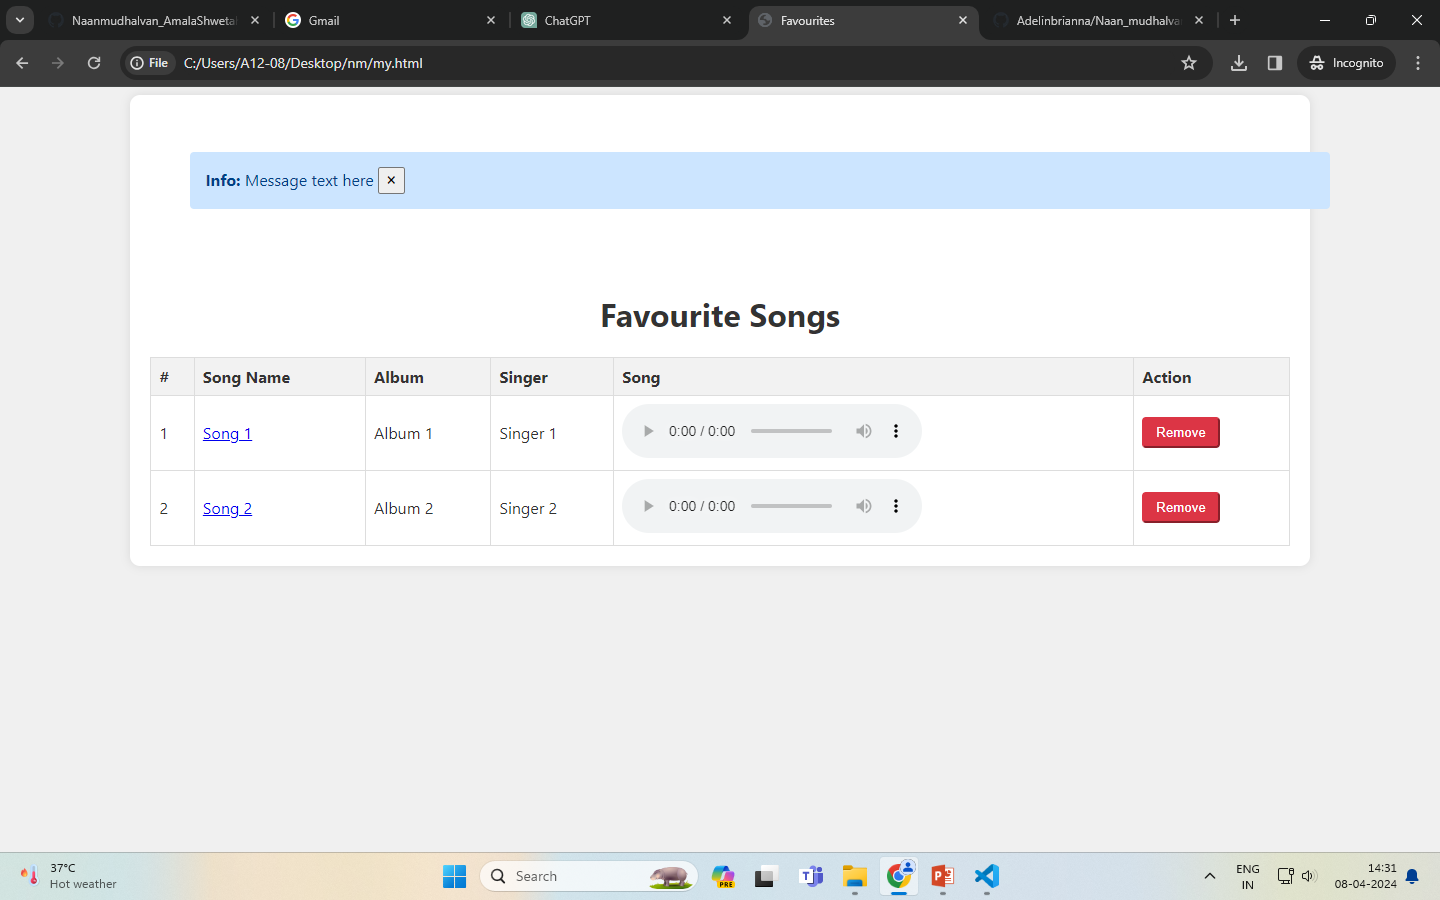 Naanmudhalvan_AmalaShwetal
Gmail
ChatGPT
Favourites
Adelinbrianna/Naan_mudhalvan
File
C:/Users/A12-08/Desktop/nm/my.html
Incognito
Info: Message text here ×
Favourite Songs
# Song Name Album Singer Song Action
1 Song 1 Album 1 Singer 1 0:00 / 0:00 Remove
2 Song 2 Album 2 Singer 2 0:00 / 0:00 Remove
37°C
Hot weather
Search
PRE
ENG
IN
14:31
08-04-2024